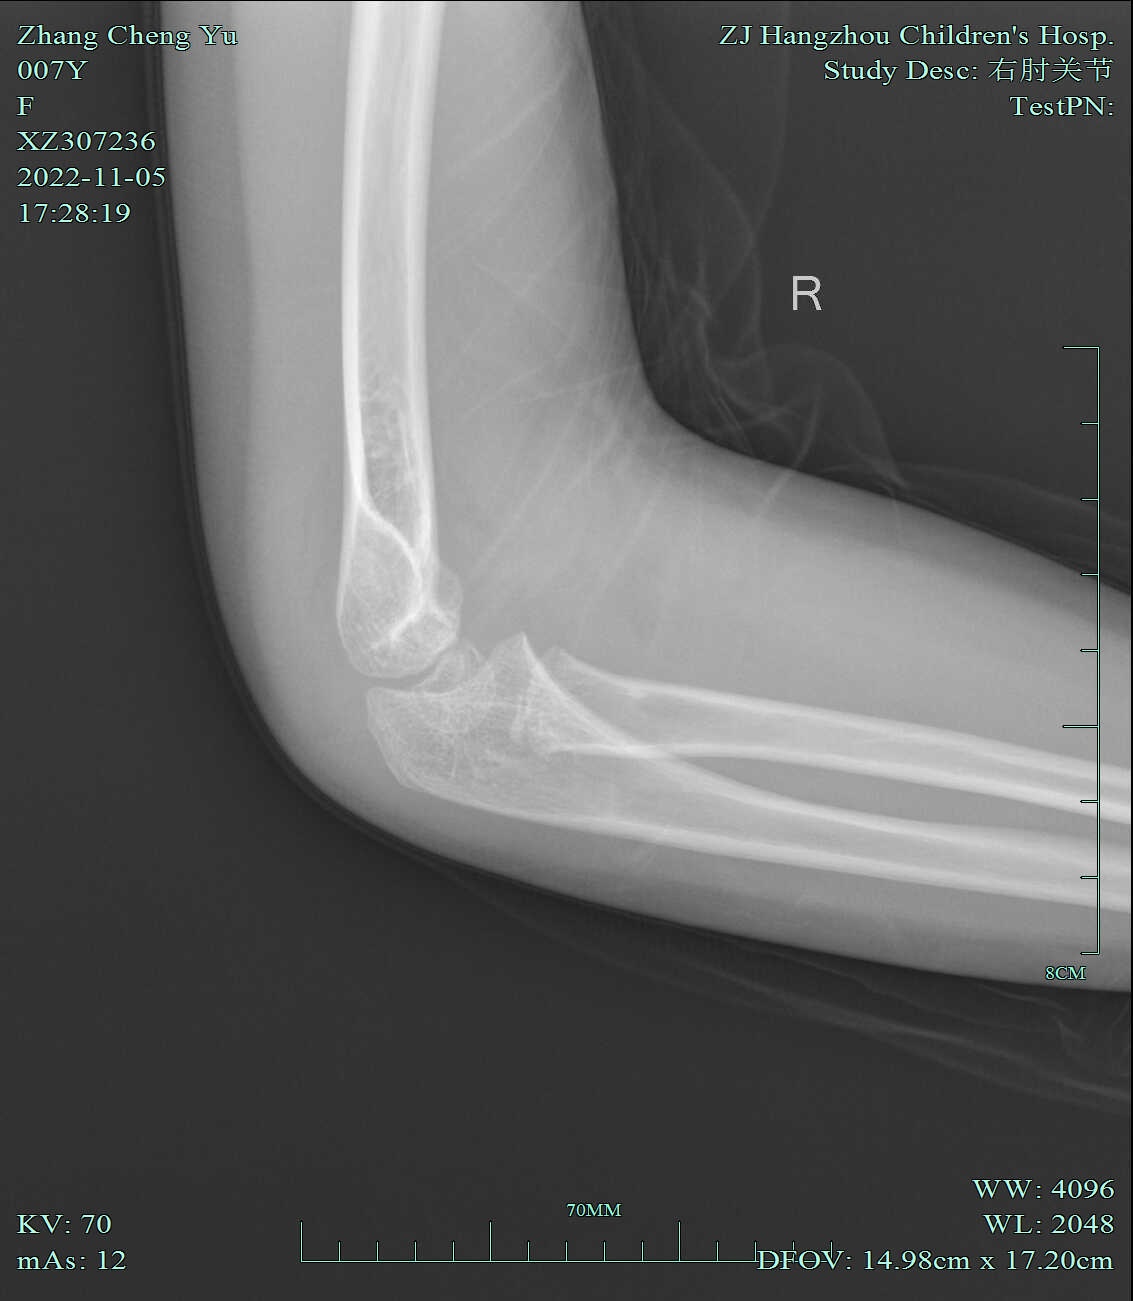 Zhang Cheng Yu
007Y
F
XZ307236
2022-11-05
17:28:19
ZJ Hangzhou Children's Hosp.
Study Desc: 右肘关节
TestPN:
R
8CM
70MM
KV: 70
mAs: 12
WW: 4096
WL: 2048
DFOV: 14.98cm x 17.20cm